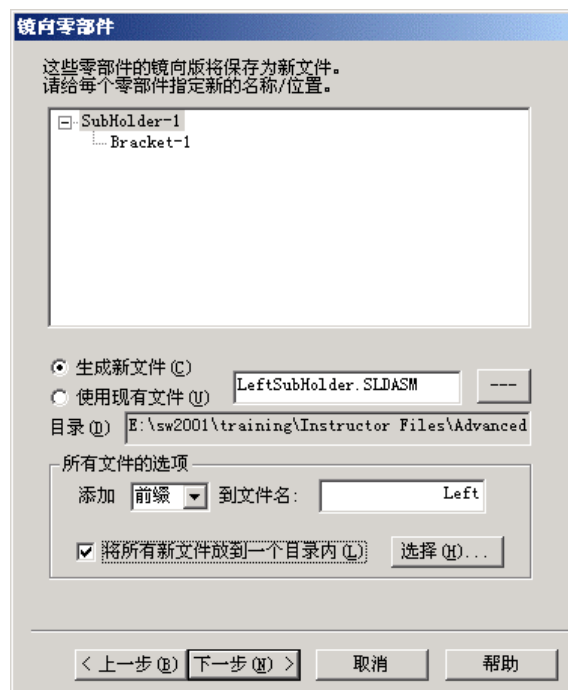 镜向零部件
这些零部件的镜向版将保存为新文件。
请给每个零部件指定新的名称/位置。
SubHolder-1
Bracket-1
生成新文件(C)
使用现有文件(U)
LeftSubHolder.SLDASM
---
目录(D)
E:\sw2001\training\Instructor Files\Advanced
所有文件的选项
添加 前缀 到文件名: Left
将所有新文件放到一个目录内(L) 选择(H)...
< 上一步(B) 下一步(N) > 取消 帮助